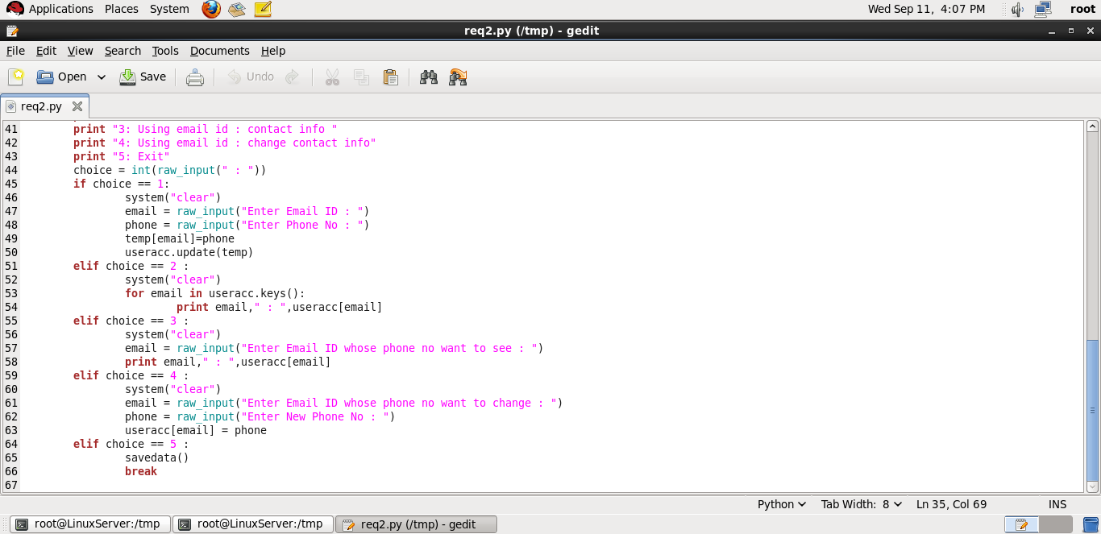 Applications Places System Wed Sep 11, 4:07 PM root
req2.py (/tmp) - gedit
File Edit View Search Tools Documents Help
Open Save Undo
req2.py
41 print "3: Using email id : contact info "
42 print "4: Using email id : change contact info"
43 print "5: Exit"
44 choice = int(raw_input(" : "))
45 if choice == 1:
46 system("clear")
47 email = raw_input("Enter Email ID : ")
48 phone = raw_input("Enter Phone No : ")
49 temp[email]=phone
50 useracc.update(temp)
51 elif choice == 2 :
52 system("clear")
53 for email in useracc.keys():
54 print email," : ",useracc[email]
55 elif choice == 3 :
56 system("clear")
57 email = raw_input("Enter Email ID whose phone no want to see : ")
58 print email," : ",useracc[email]
59 elif choice == 4 :
60 system("clear")
61 email = raw_input("Enter Email ID whose phone no want to change : ")
62 phone = raw_input("Enter New Phone No : ")
63 useracc[email] = phone
64 elif choice == 5 :
65 savedata()
66 break
67
Python Tab Width: 8 Ln 35, Col 69 INS
root@LinuxServer:/tmp root@LinuxServer:/tmp req2.py (/tmp) - gedit